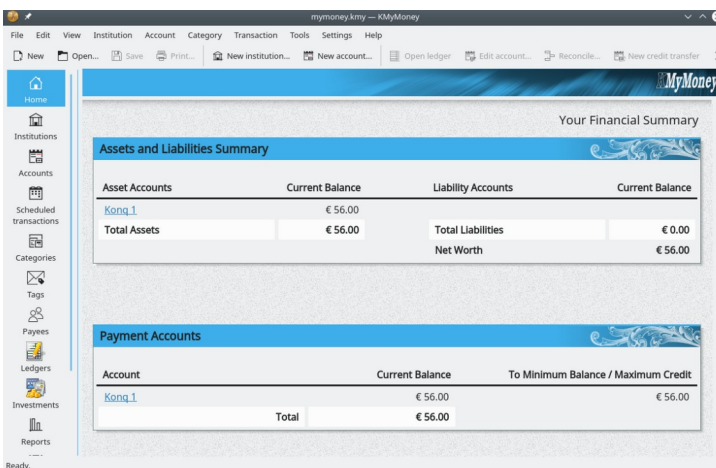 mymoney.kmy — KMyMoney
File Edit View Institution Account Category Transaction Tools Settings Help
New Open... Save Print... New institution... New account... Open ledger Edit account... Reconcile... New credit transfer
Home
Institutions
Accounts
Scheduled
transactions
Categories
Tags
Payees
Ledgers
Investments
Reports
KMyMoney
Your Financial Summary
Assets and Liabilities Summary
Asset Accounts Current Balance Liability Accounts Current Balance
Konq 1 € 56.00
Total Assets € 56.00 Total Liabilities € 0.00
Net Worth € 56.00
Payment Accounts
Account Current Balance To Minimum Balance / Maximum Credit
Konq 1 € 56.00 € 56.00
Total € 56.00
Ready.